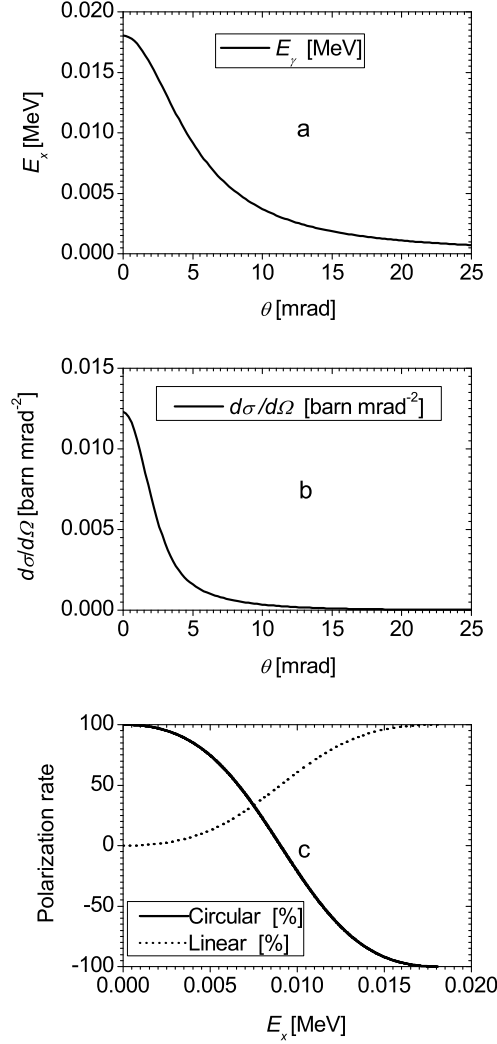 0.020
E_γ [MeV]
0.015
0.010
a
0.005
0.000
E_x [MeV]
0 5 10 15 20 25
θ [mrad]
0.015
dσ/dΩ [barn mrad⁻²]
0.010
b
0.005
0.000
dσ/dΩ [barn mrad⁻²]
0 5 10 15 20 25
θ [mrad]
100
50
0
c
-50
Circular [%]
Linear [%]
-100
Polarization rate
0.000 0.005 0.010 0.015 0.020
E_x [MeV]